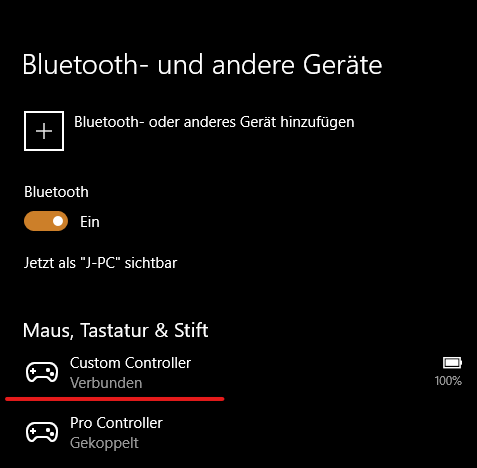 Bluetooth- und andere Geräte
Bluetooth- oder anderes Gerät hinzufügen
Bluetooth
Ein
Jetzt als "J-PC" sichtbar
Maus, Tastatur & Stift
Custom Controller
Verbunden
100%
Pro Controller
Gekoppelt